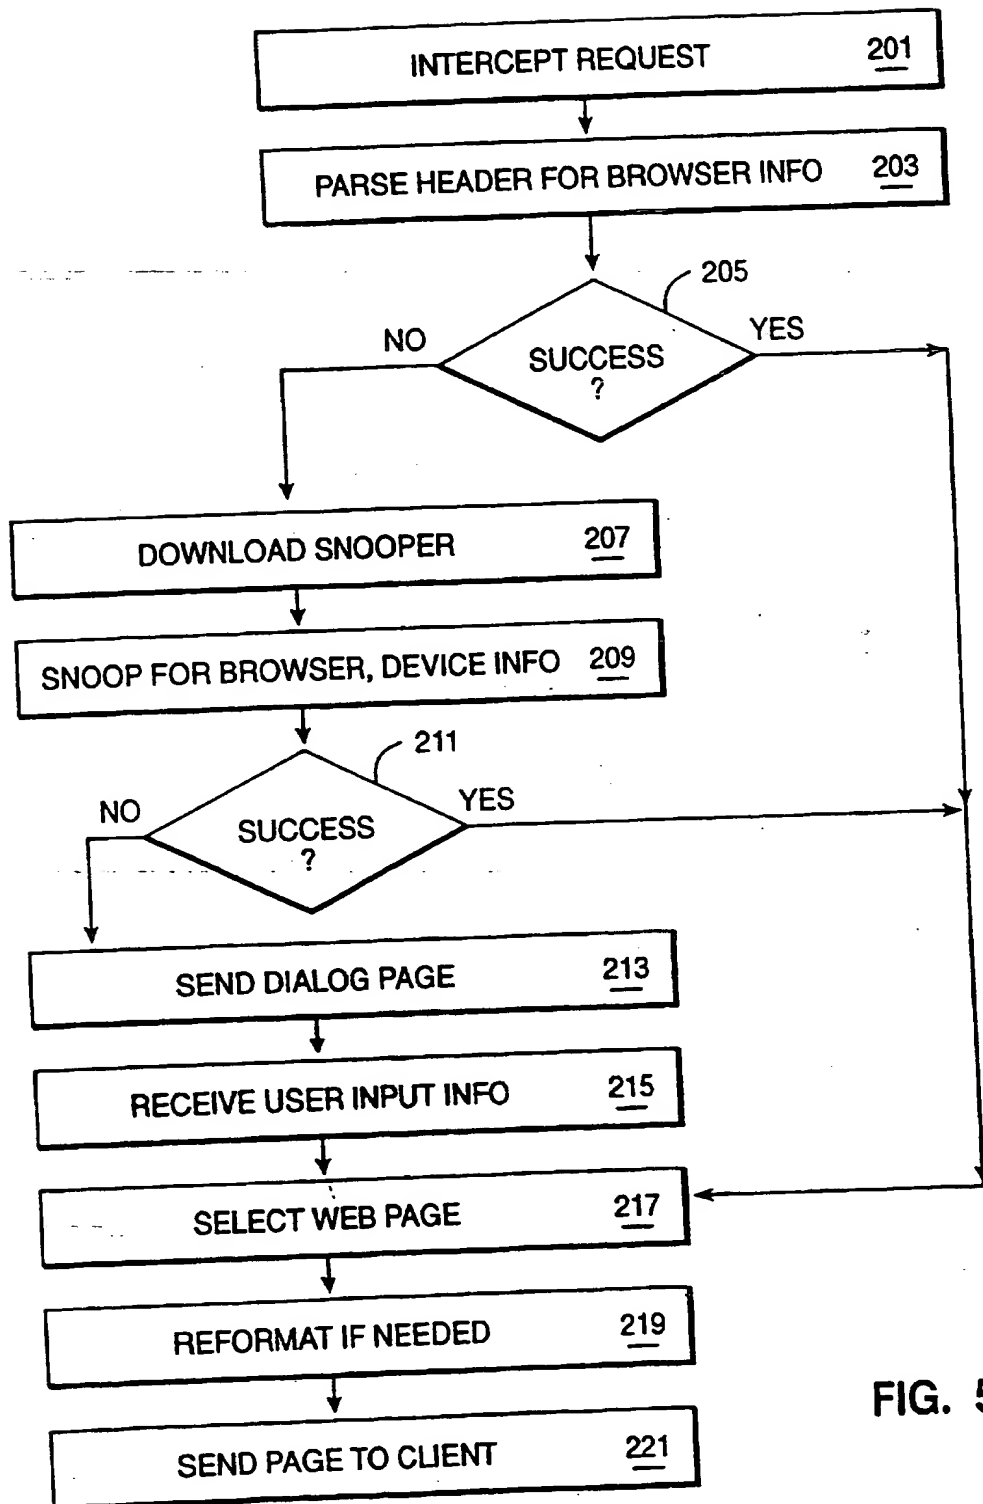 INTERCEPT REQUEST 201
PARSE HEADER FOR BROWSER INFO 203
205
NO
YES
SUCCESS
?
DOWNLOAD SNOOPER 207
SNOOP FOR BROWSER, DEVICE INFO 209
211
NO
YES
SUCCESS
?
SEND DIALOG PAGE 213
RECEIVE USER INPUT INFO 215
SELECT WEB PAGE 217
REFORMAT IF NEEDED 219
FIG. 5
SEND PAGE TO CLIENT 221